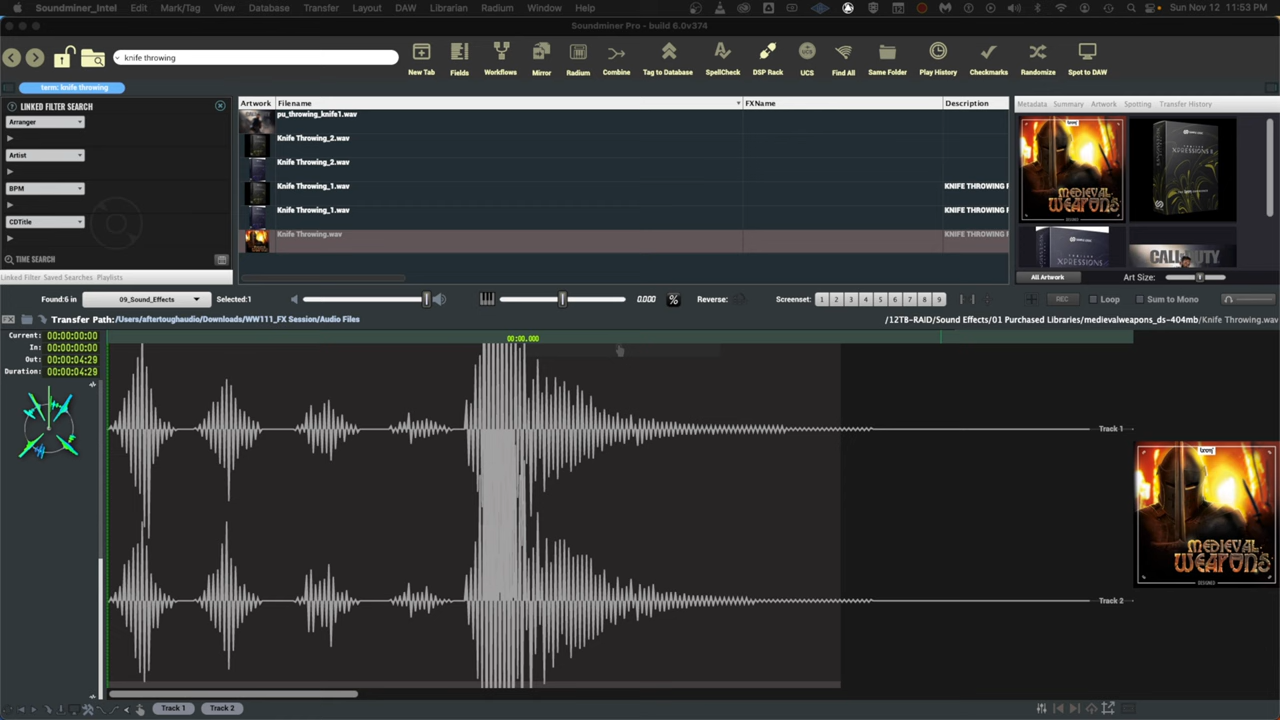 Soundminer_Intel Edit Mark/Tag View Database Transfer Layout DAW Librarian Radium Window Help
Sun Nov 12 11:53 PM
Soundminer Pro - build 6.0v374
knife throwing
New Tab Fields Workflows Mirror Radium Combine Tag to Database SpellCheck DSP Rack UCS Find All Same Folder Play History Checkmarks Randomize Spot to DAW
term: knife throwing
LINKED FILTER SEARCH
Arranger
Artist
BPM
CDTitle
TIME SEARCH
Linked Filter Saved Searches Playlists
Artwork Filename FXName Description
pu_throwing_knife1.wav
Knife Throwing_2.wav
Knife Throwing_2.wav
Knife Throwing_1.wav KNIFE THROWING
Knife Throwing_1.wav KNIFE THROWING
Knife Throwing.wav KNIFE THROWING
Metadata Summary Artwork Spotting Transfer History
MEDIEVAL WEAPONS
XPRESSIONS
CALL OF DUTY
All Artwork Art Size:
Found:6 in 09_Sound_Effects Selected:1 0.000 % Reverse: Screenset: 1 2 3 4 5 6 7 8 9 REC Loop Sum to Mono
FX Transfer Path:/Users/aftertoughaudio/Downloads/WW111_FX Session/Audio Files
/12TB-RAID/Sound Effects/01 Purchased Libraries/medievalweapons_ds-404mb/Knife Throwing.wav
Current: 00:00:00:00
In: 00:00:00:00
Out: 00:00:04:29
Duration: 00:00:04:29
00:00.000
Track 1
MEDIEVAL
WEAPONS
DESIGNED
Track 2
Track 1 Track 2